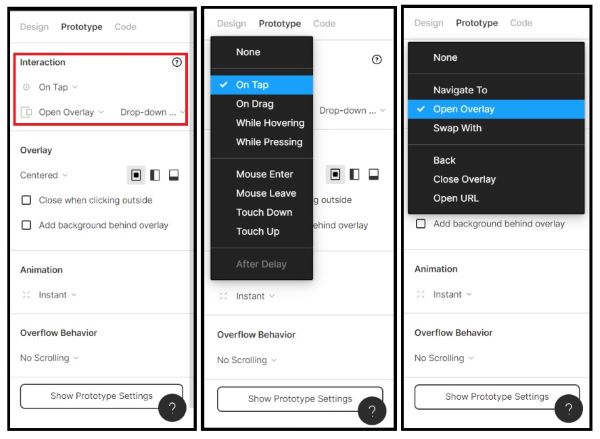 Design Prototype Code
Interaction
On Tap
Open Overlay Drop-down ...
Overlay
Centered
Close when clicking outside
Add background behind overlay
Animation
Instant
Overflow Behavior
No Scrolling
Show Prototype Settings
?
Design Prototype Code
None
?
On Tap
On Drag
Drop-down ...
While Hovering
While Pressing
Mouse Enter
Mouse Leave
outside
Touch Down
Touch Up
hind overlay
After Delay
Instant
Overflow Behavior
No Scrolling
Show Prototype Settings
?
Design Prototype Code
None
Navigate To
Open Overlay
Swap With
Back
Close Overlay
Open URL
Add background behind overlay
Animation
Instant
Overflow Behavior
No Scrolling
Show Prototype Settings
?